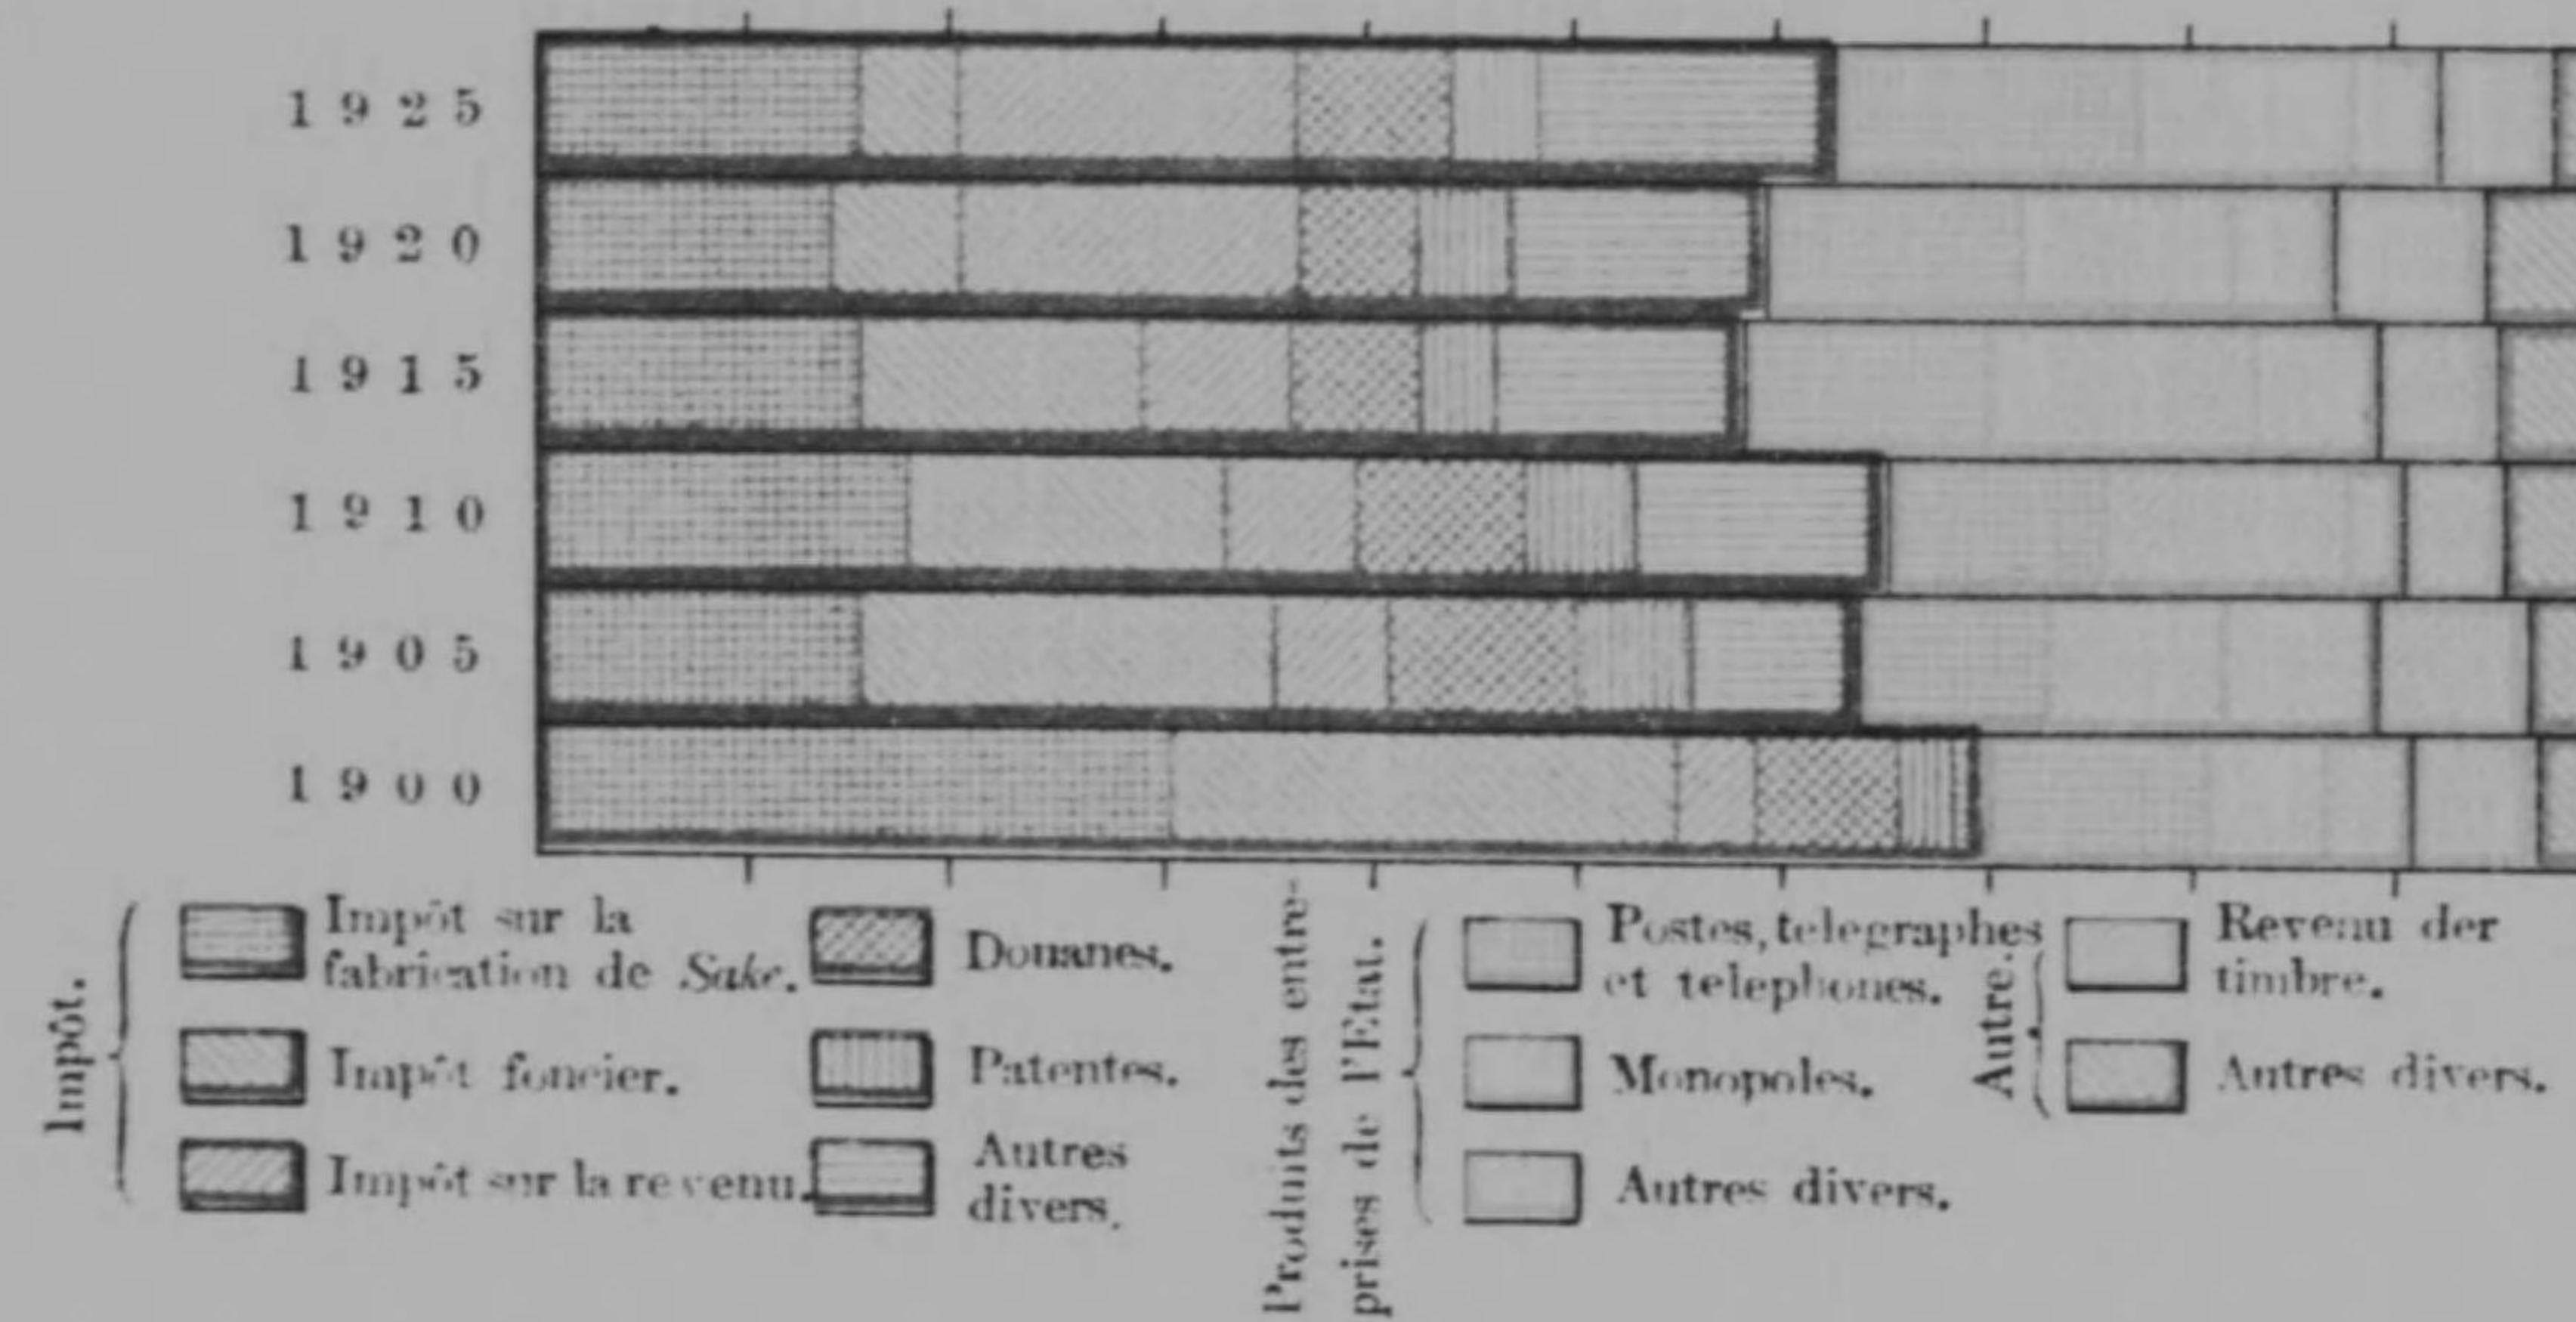 1925
1920
1915
1910
1905
1900
Impôt.
Impôt sur la
fabrication de Sake.
Impôt foncier.
Impôt sur la revenu.
Douanes.
Patentes.
Autres
divers.
Produits des entre-
prises de l'Etat.
Postes, telegraphes
et telephones.
Monopoles.
Autres divers.
Autre.
Revenu der
timbre.
Autres divers.